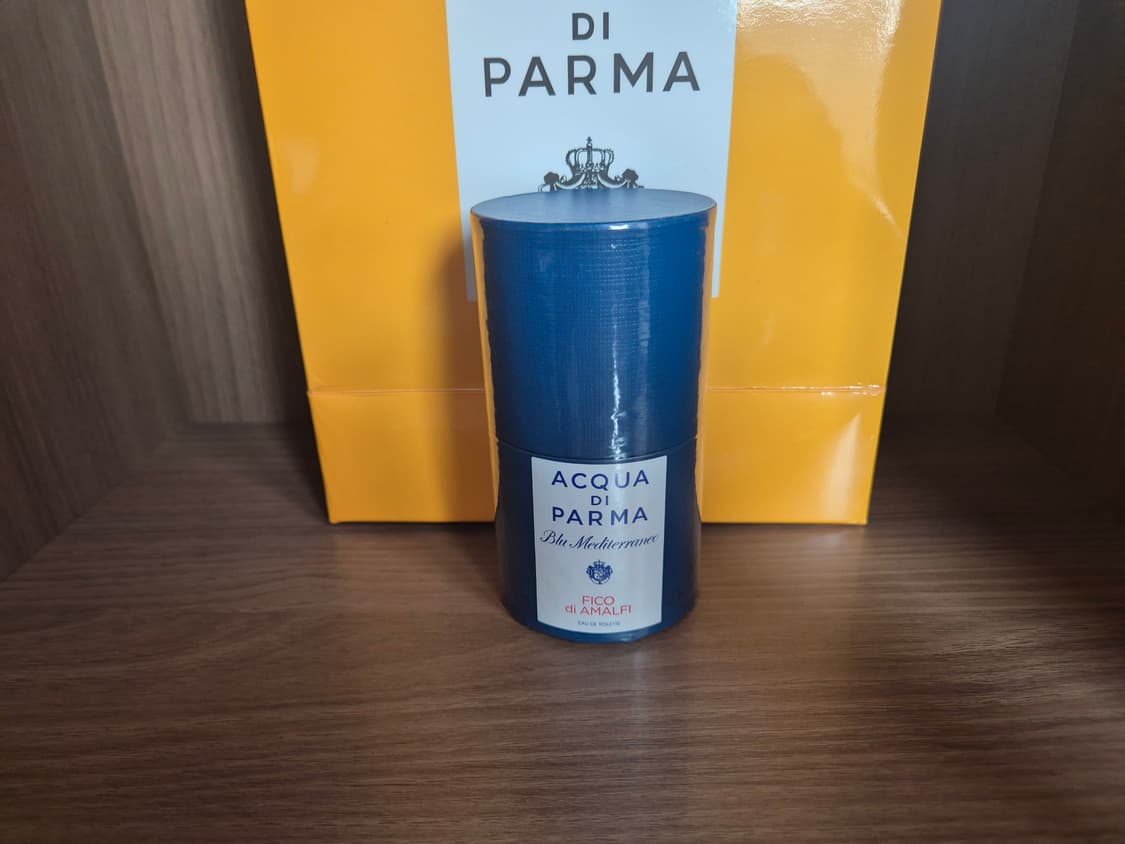 DI
PARMA
ACQUA
DI
PARMA
Blu Mediterraneo
FICO
di AMALFI
EAU DE TOILETTE